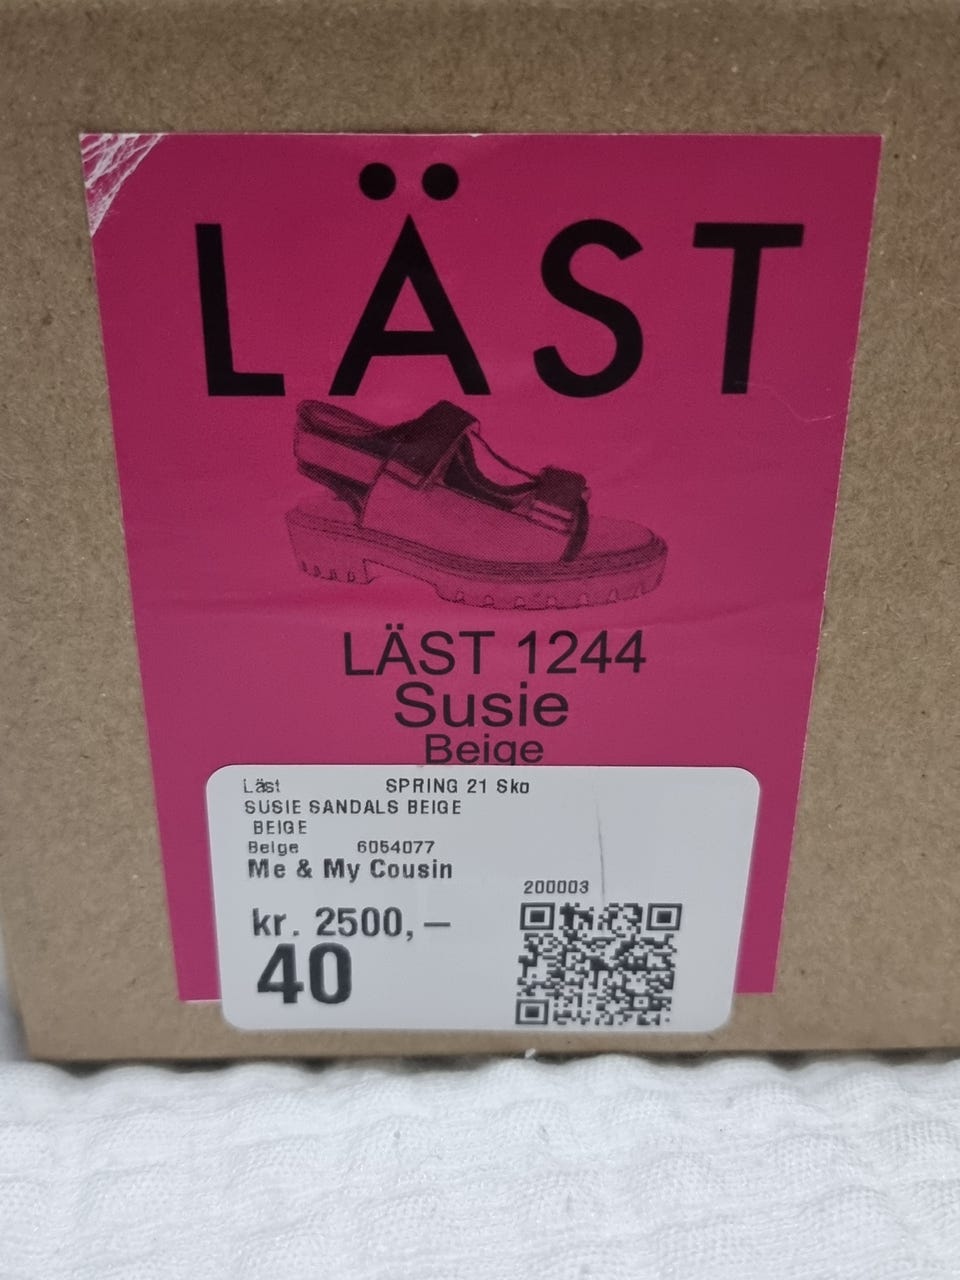 LÄST
LÄST 1244
Susie
Beige
Läst SPRING 21 Sko
SUSIE SANDALS BEIGE
BEIGE
Beige 6054077
Me & My Cousin
200003
kr. 2500,—
40